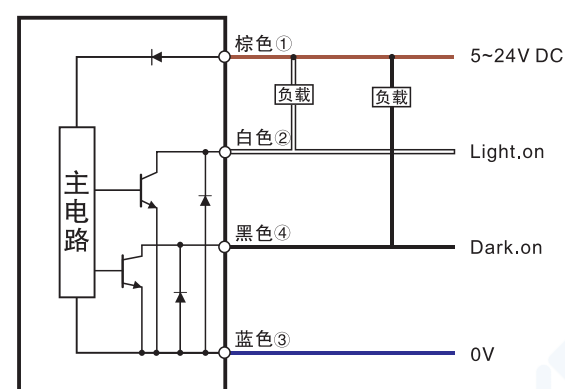 棕色① 5~24V DC
负载 负载
白色② Light.on
主电路
黑色④ Dark.on
蓝色③ 0V